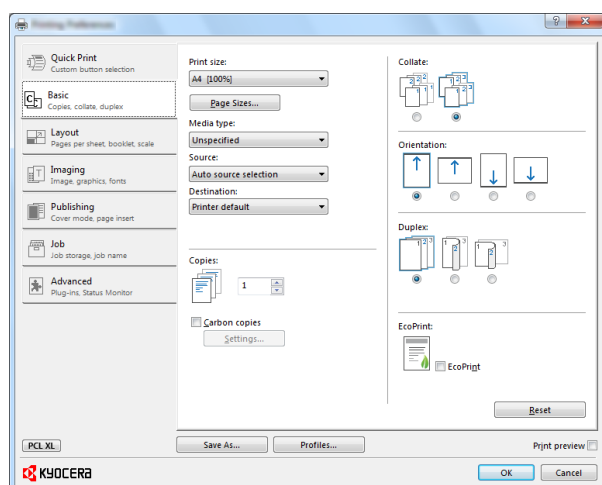 Printing Preferences
Quick Print
Custom button selection
Basic
Copies, collate, duplex
Layout
Pages per sheet, booklet, scale
Imaging
Image, graphics, fonts
Publishing
Cover mode, page insert
Job
Job storage, job name
Advanced
Plug-ins, Status Monitor
Print size:
A4 [100%]
Page Sizes...
Media type:
Unspecified
Source:
Auto source selection
Destination:
Printer default
Copies:
1
Carbon copies
Settings...
Collate:
Orientation:
Duplex:
EcoPrint:
EcoPrint
Reset
PCL XL
Save As...
Profiles...
Print preview
KYOCERA
OK
Cancel